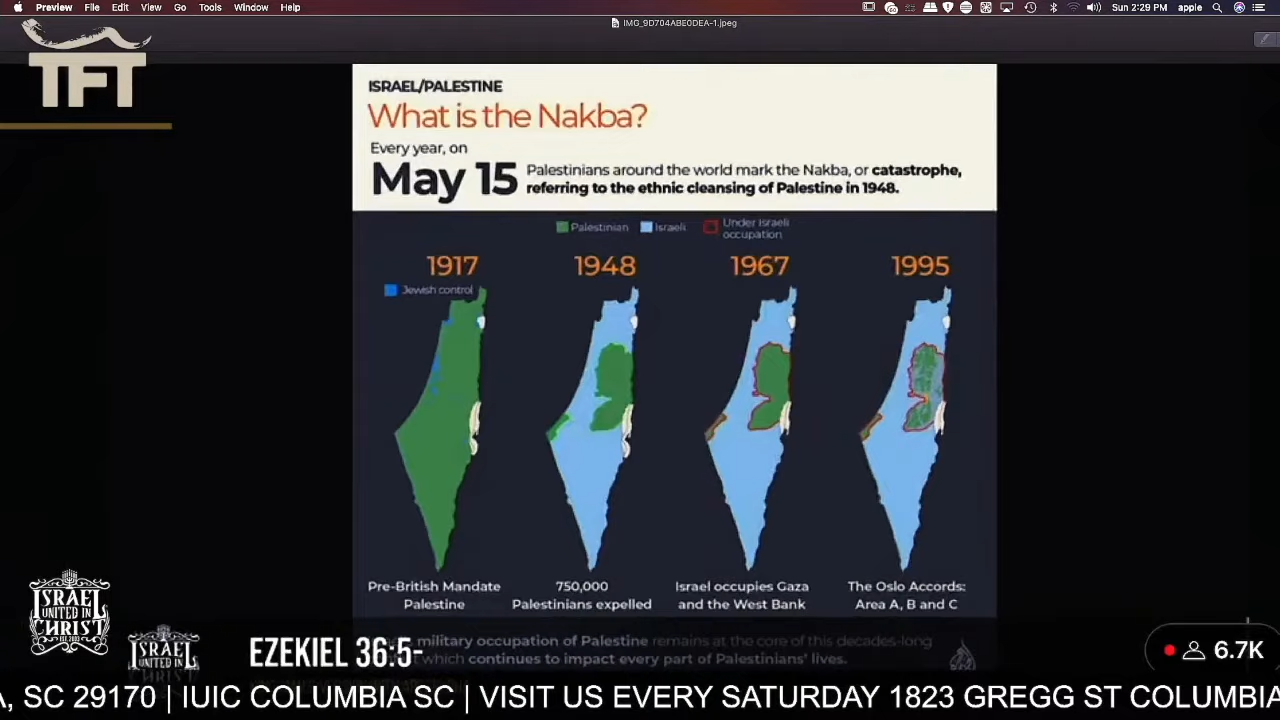 Preview File Edit View Go Tools Window Help
Sun 2:29 PM apple
IMG_9D704ABE0DEA-1.jpeg
TFT
ISRAEL/PALESTINE
What is the Nakba?
Every year, on
May 15
Palestinians around the world mark the Nakba, or catastrophe,
referring to the ethnic cleansing of Palestine in 1948.
Palestinian Israeli Under Israeli
occupation
1917 1948 1967 1995
Jewish control
Pre-British Mandate
Palestine
750,000
Palestinians expelled
Israel occupies Gaza
and the West Bank
The Oslo Accords:
Area A, B and C
military occupation of Palestine remains at the core of this decades-long
which continues to impact every part of Palestinians' lives.
ISRAEL
UNITED IN
CHRIST
ISRAEL
UNITED IN
EZEKIEL 36:5-
6.7K
A, SC 29170 | IUIC COLUMBIA SC | VISIT US EVERY SATURDAY 1823 GREGG ST COLUMBIA